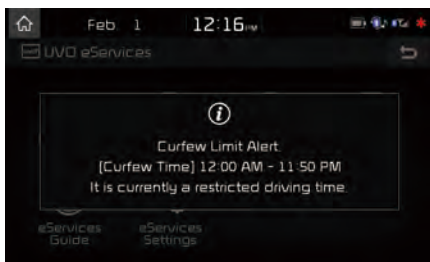 Feb. 1 12:16PM
UVO eServices
Curfew Limit Alert
[Curfew Time] 12:00 AM - 11:50 PM
It is currently a restricted driving time.
eServices eServices
Guide Settings